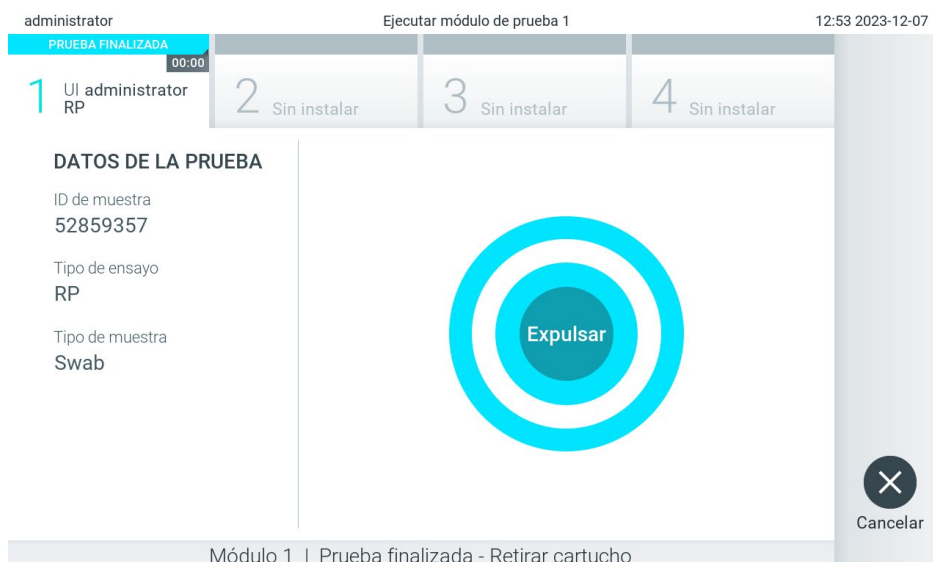 administrator Ejecutar módulo de prueba 1 12:53 2023-12-07
PRUEBA FINALIZADA
00:00
1 UI administrator
RP
2 Sin instalar
3 Sin instalar
4 Sin instalar
DATOS DE LA PRUEBA
ID de muestra
52859357
Tipo de ensayo
RP
Tipo de muestra
Swab
Expulsar
Cancelar
Módulo 1 | Prueba finalizada - Retirar cartucho